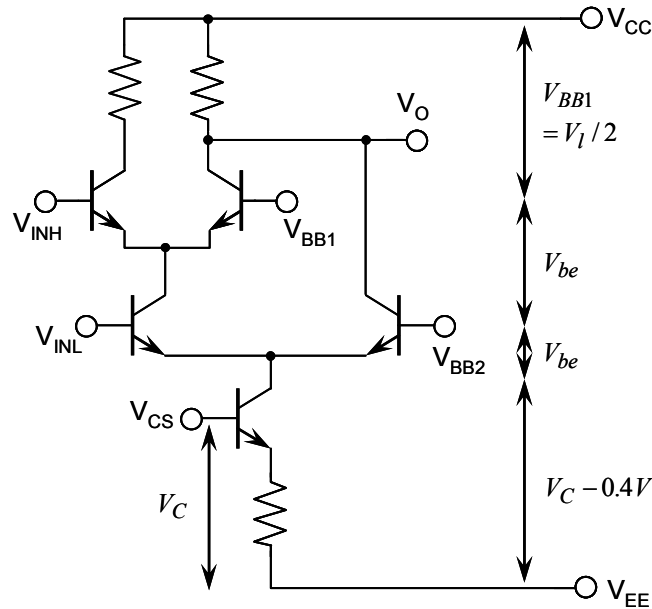 V_CC
V_BB1
= V_l / 2
V_O
V_INH
V_BB1
V_be
V_INL
V_BB2
V_be
V_CS
V_C
V_C − 0.4V
V_EE